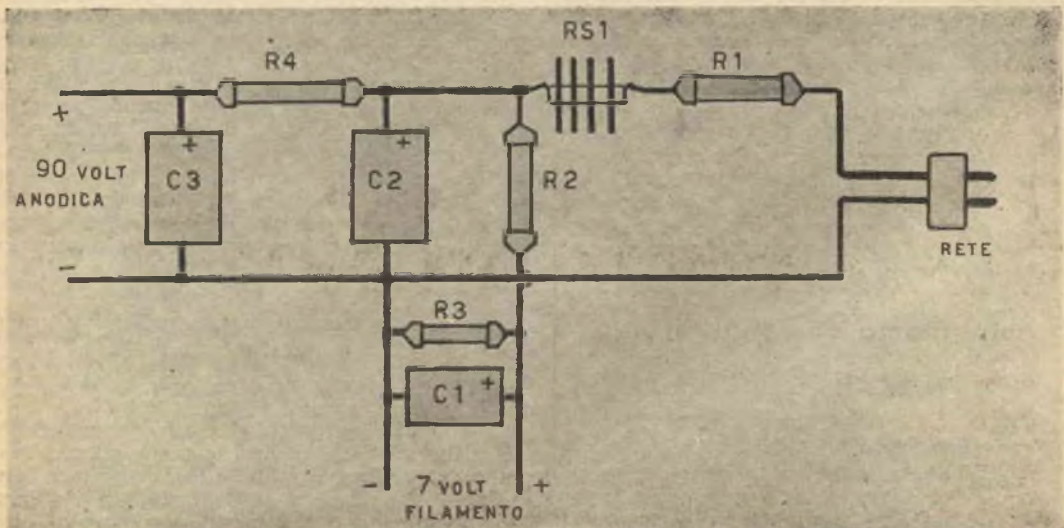 RS1
R4
R1
+
+
+
90 VOLT
ANODICA
C3
C2
R2
-
RETE
R3
C1 +
- 7 VOLT +
FILAMENTO